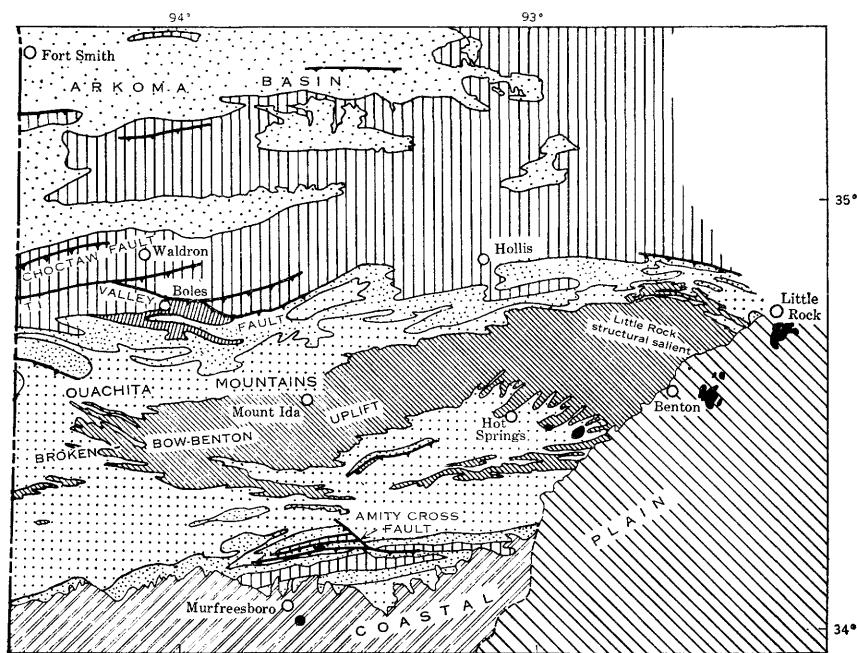 94°
93°
Fort Smith
ARKOMA BASIN
35°
CHOCTAW FAULT
Waldron
Hollis
Boles
VALLEY
FAULT
Little
Rock
Little Rock
structural salient
OUACHITA MOUNTAINS
Mount Ida
UPLIFT
Benton
Hot
Springs
BROKEN
BOW-BENTON
AMITY CROSS
FAULT
PLAIN
Murfreesboro
COASTAL
34°